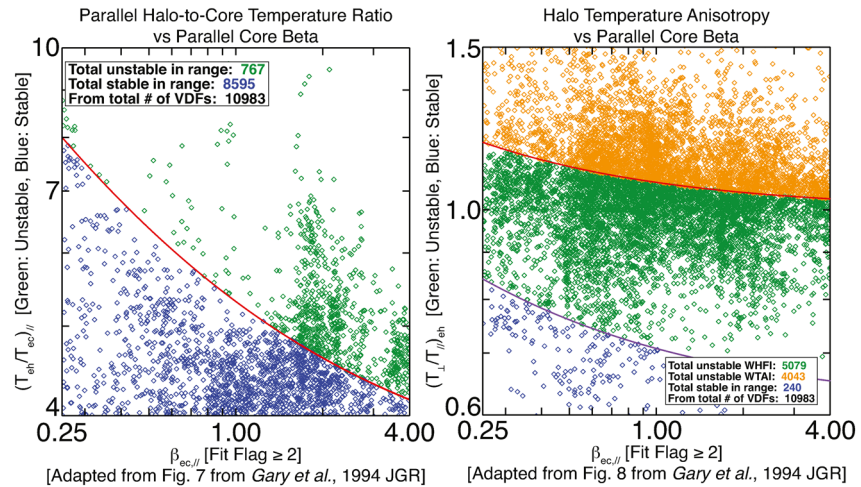 Parallel Halo-to-Core Temperature Ratio
vs Parallel Core Beta
10
7
4
(T_eh/T_ec)_// [Green: Unstable, Blue: Stable]
Total unstable in range: 767
Total stable in range: 8595
From total # of VDFs: 10983
0.25
1.00
4.00
β_ec,// [Fit Flag ≥ 2]
[Adapted from Fig. 7 from Gary et al., 1994 JGR]
Halo Temperature Anisotropy
vs Parallel Core Beta
1.5
1.0
0.6
(T_⊥/T_//)_eh [Green: Unstable, Blue: Stable]
Total unstable WHFI: 5079
Total unstable WTAI: 4043
Total stable in range: 240
From total # of VDFs: 10983
0.25
1.00
4.00
β_ec,// [Fit Flag ≥ 2]
[Adapted from Fig. 8 from Gary et al., 1994 JGR]